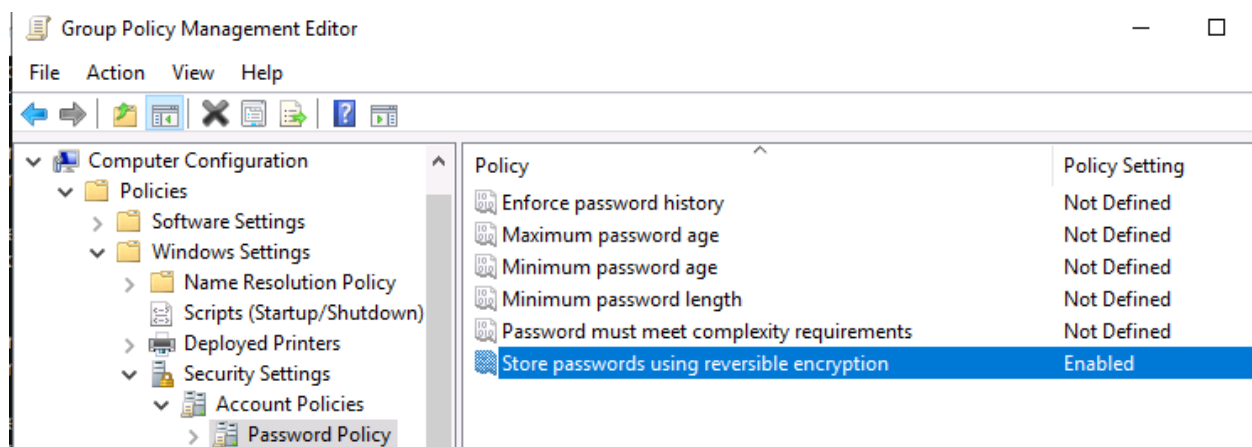 Group Policy Management Editor
File Action View Help
Computer Configuration
Policies
Software Settings
Windows Settings
Name Resolution Policy
Scripts (Startup/Shutdown)
Deployed Printers
Security Settings
Account Policies
Password Policy
Policy Policy Setting
Enforce password history Not Defined
Maximum password age Not Defined
Minimum password age Not Defined
Minimum password length Not Defined
Password must meet complexity requirements Not Defined
Store passwords using reversible encryption Enabled